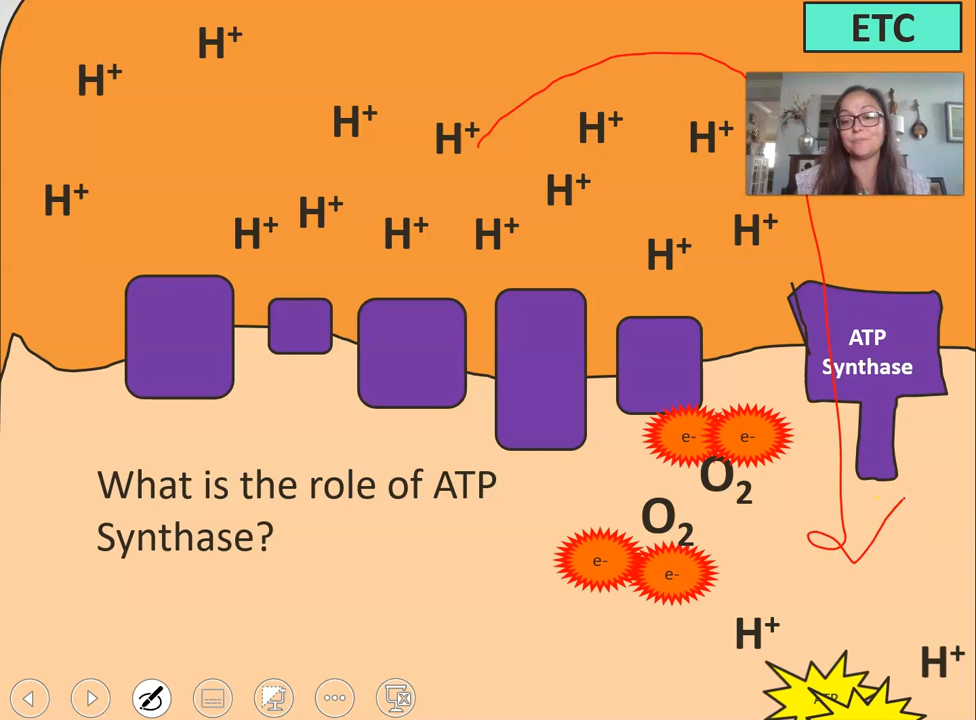 ETC
H⁺
H⁺
H⁺
H⁺
H⁺
H⁺
H⁺
H⁺
H⁺
H⁺
H⁺
H⁺
H⁺
H⁺
ATP
Synthase
e-
e-
O₂
What is the role of ATP
Synthase?
O₂
e-
e-
H⁺
H⁺